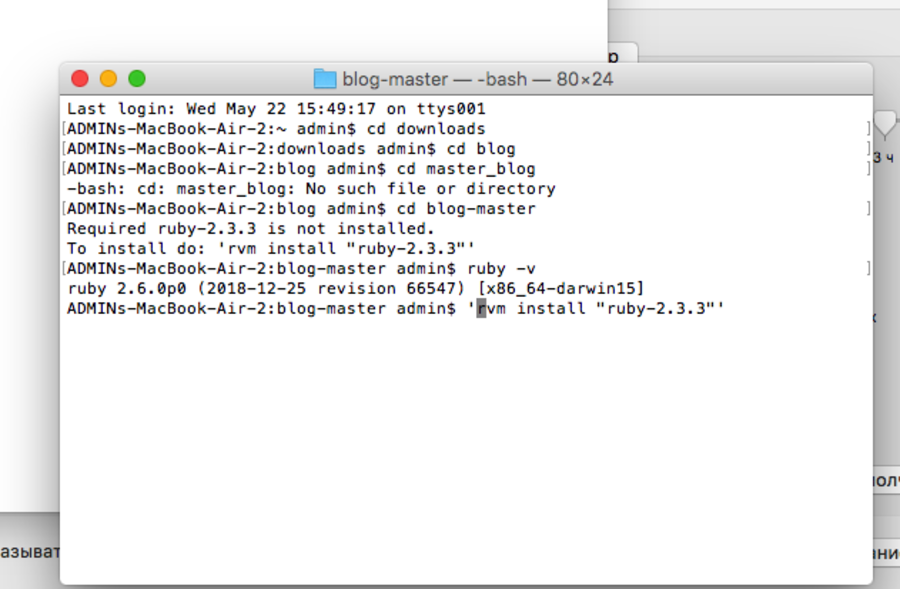 р
blog-master — -bash — 80×24
Last login: Wed May 22 15:49:17 on ttys001
[ADMINs-MacBook-Air-2:~ admin$ cd downloads ]
[ADMINs-MacBook-Air-2:downloads admin$ cd blog ]
[ADMINs-MacBook-Air-2:blog admin$ cd master_blog ]
-bash: cd: master_blog: No such file or directory
[ADMINs-MacBook-Air-2:blog admin$ cd blog-master ]
Required ruby-2.3.3 is not installed.
To install do: 'rvm install "ruby-2.3.3"'
[ADMINs-MacBook-Air-2:blog-master admin$ ruby -v ]
ruby 2.6.0p0 (2018-12-25 revision 66547) [x86_64-darwin15]
ADMINs-MacBook-Air-2:blog-master admin$ 'rvm install "ruby-2.3.3"'
3 ч